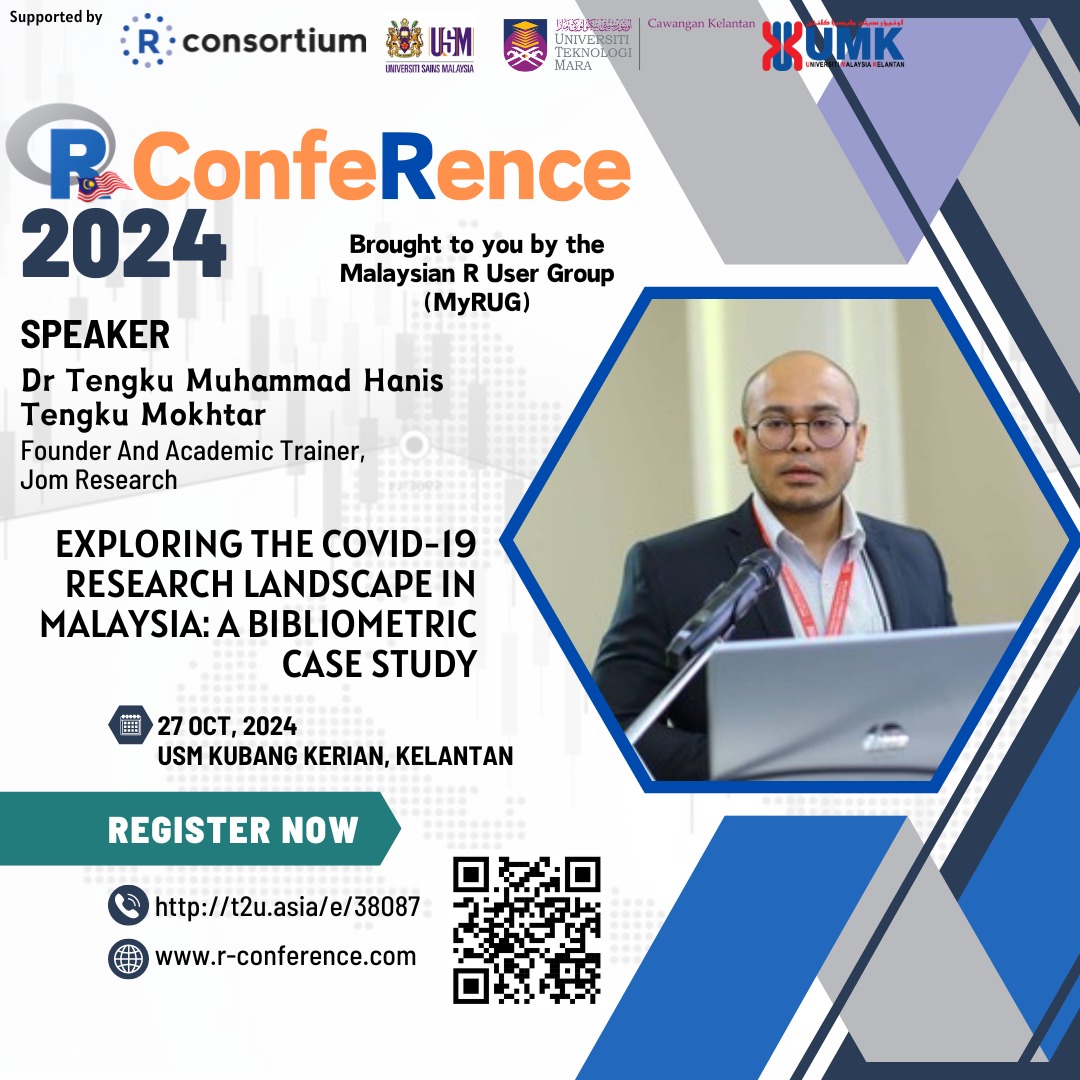 Supported by
R consortium
USM
UNIVERSITI SAINS MALAYSIA
UNIVERSITI
TEKNOLOGI
MARA
Cawangan Kelantan
UMK
UNIVERSITI MALAYSIA KELANTAN
R ConfeRence
2024
Brought to you by the
Malaysian R User Group
(MyRUG)
SPEAKER
Dr Tengku Muhammad Hanis
Tengku Mokhtar
Founder And Academic Trainer,
Jom Research
EXPLORING THE COVID-19
RESEARCH LANDSCAPE IN
MALAYSIA: A BIBLIOMETRIC
CASE STUDY
27 OCT, 2024
USM KUBANG KERIAN, KELANTAN
REGISTER NOW
http://t2u.asia/e/38087
www.r-conference.com